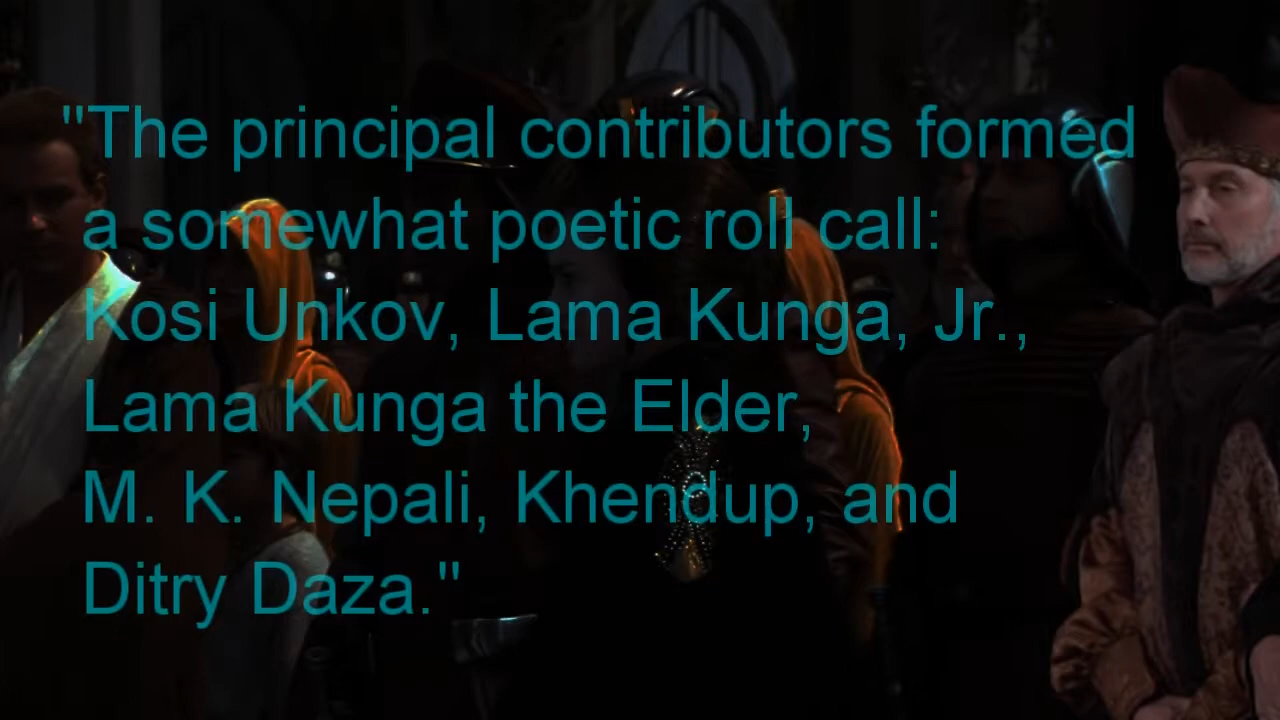 "The principal contributors formed
a somewhat poetic roll call:
Kosi Unkov, Lama Kunga, Jr.,
Lama Kunga the Elder,
M. K. Nepali, Khendup, and
Ditry Daza."